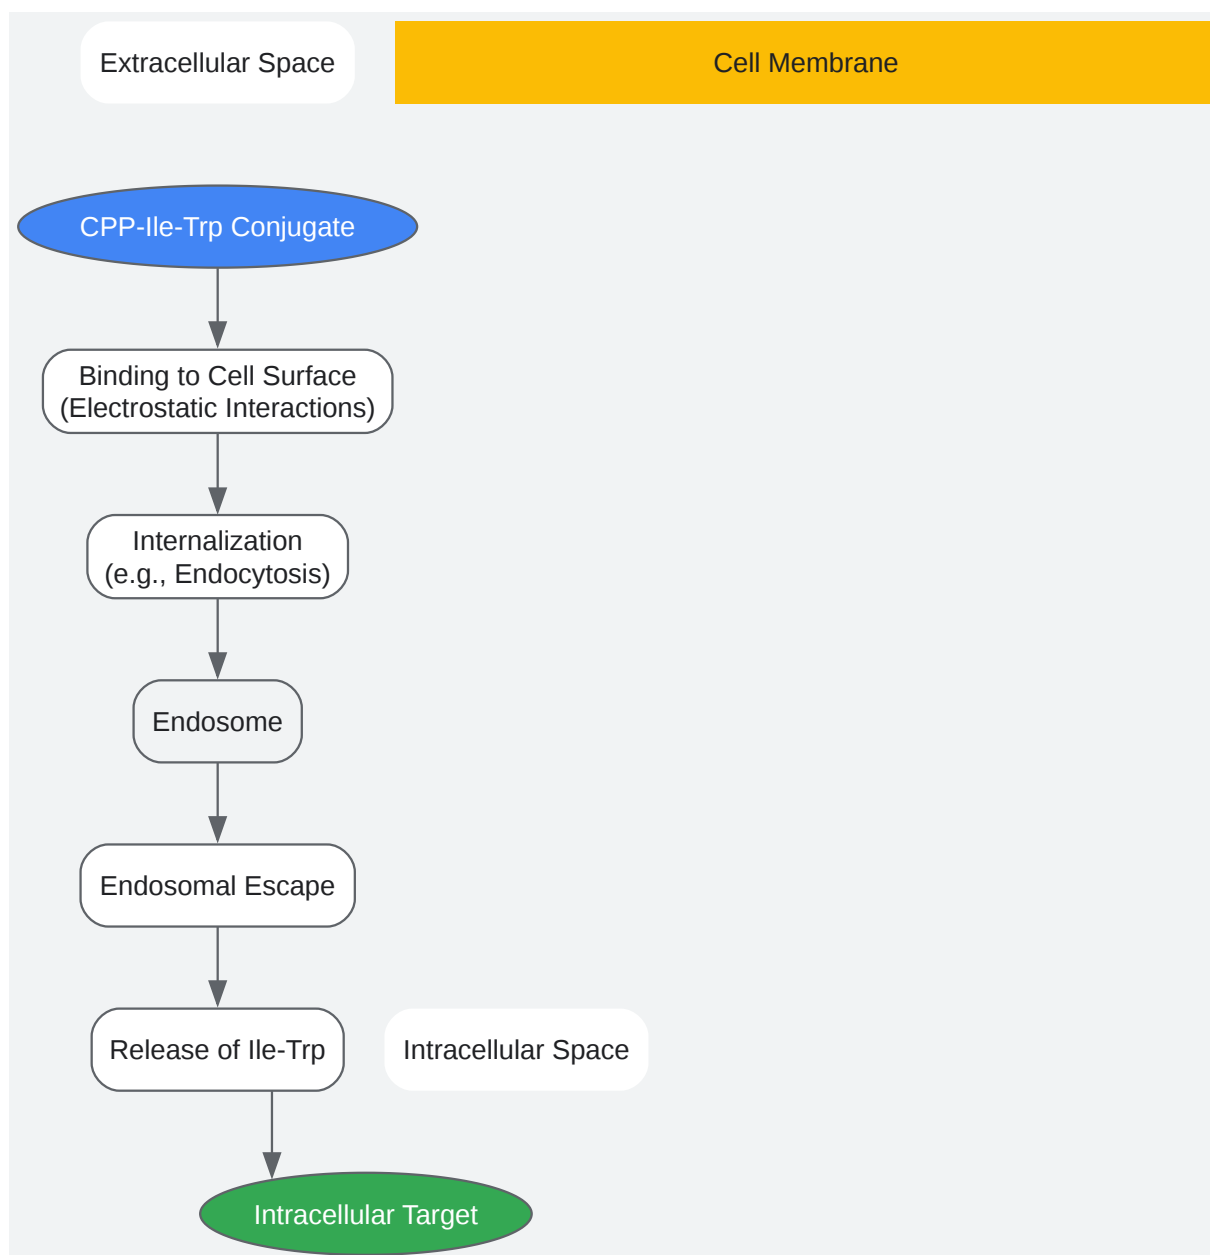 Extracellular Space
Cell Membrane
CPP-Ile-Trp Conjugate
Binding to Cell Surface
(Electrostatic Interactions)
Internalization
(e.g., Endocytosis)
Endosome
Endosomal Escape
Release of Ile-Trp
Intracellular Space
Intracellular Target